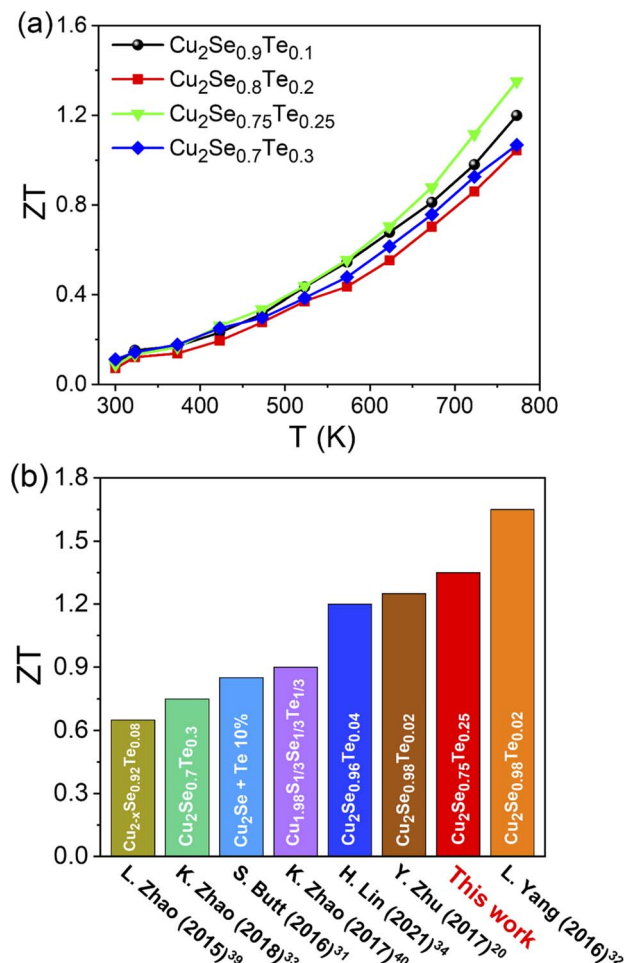 (a)
1.6
Cu₂Se₀.₉Te₀.₁
Cu₂Se₀.₈Te₀.₂
1.2
Cu₂Se₀.₇₅Te₀.₂₅
Cu₂Se₀.₇Te₀.₃
ZT
0.8
0.4
0.0
300 400 500 600 700 800
T (K)
(b)
1.8
1.5
1.2
ZT
0.9
0.6
0.3
0.0
Cu₂₋ₓSe₀.₉₂Te₀.₀₈
Cu₂Se₀.₇Te₀.₃
Cu₂Se + Te 10%
Cu₁.₉₈S₁/₃Se₁/₃Te₁/₃
Cu₂Se₀.₉₆Te₀.₀₄
Cu₂Se₀.₉₈Te₀.₀₂
Cu₂Se₀.₇₅Te₀.₂₅
Cu₂Se₀.₉₈Te₀.₀₂
L. Zhao (2015)³⁹
K. Zhao (2018)³³
S. Butt (2016)³¹
K. Zhao (2017)⁴⁰
H. Lin (2021)³⁴
Y. Zhu (2017)²⁰
This work
L. Yang (2016)³²